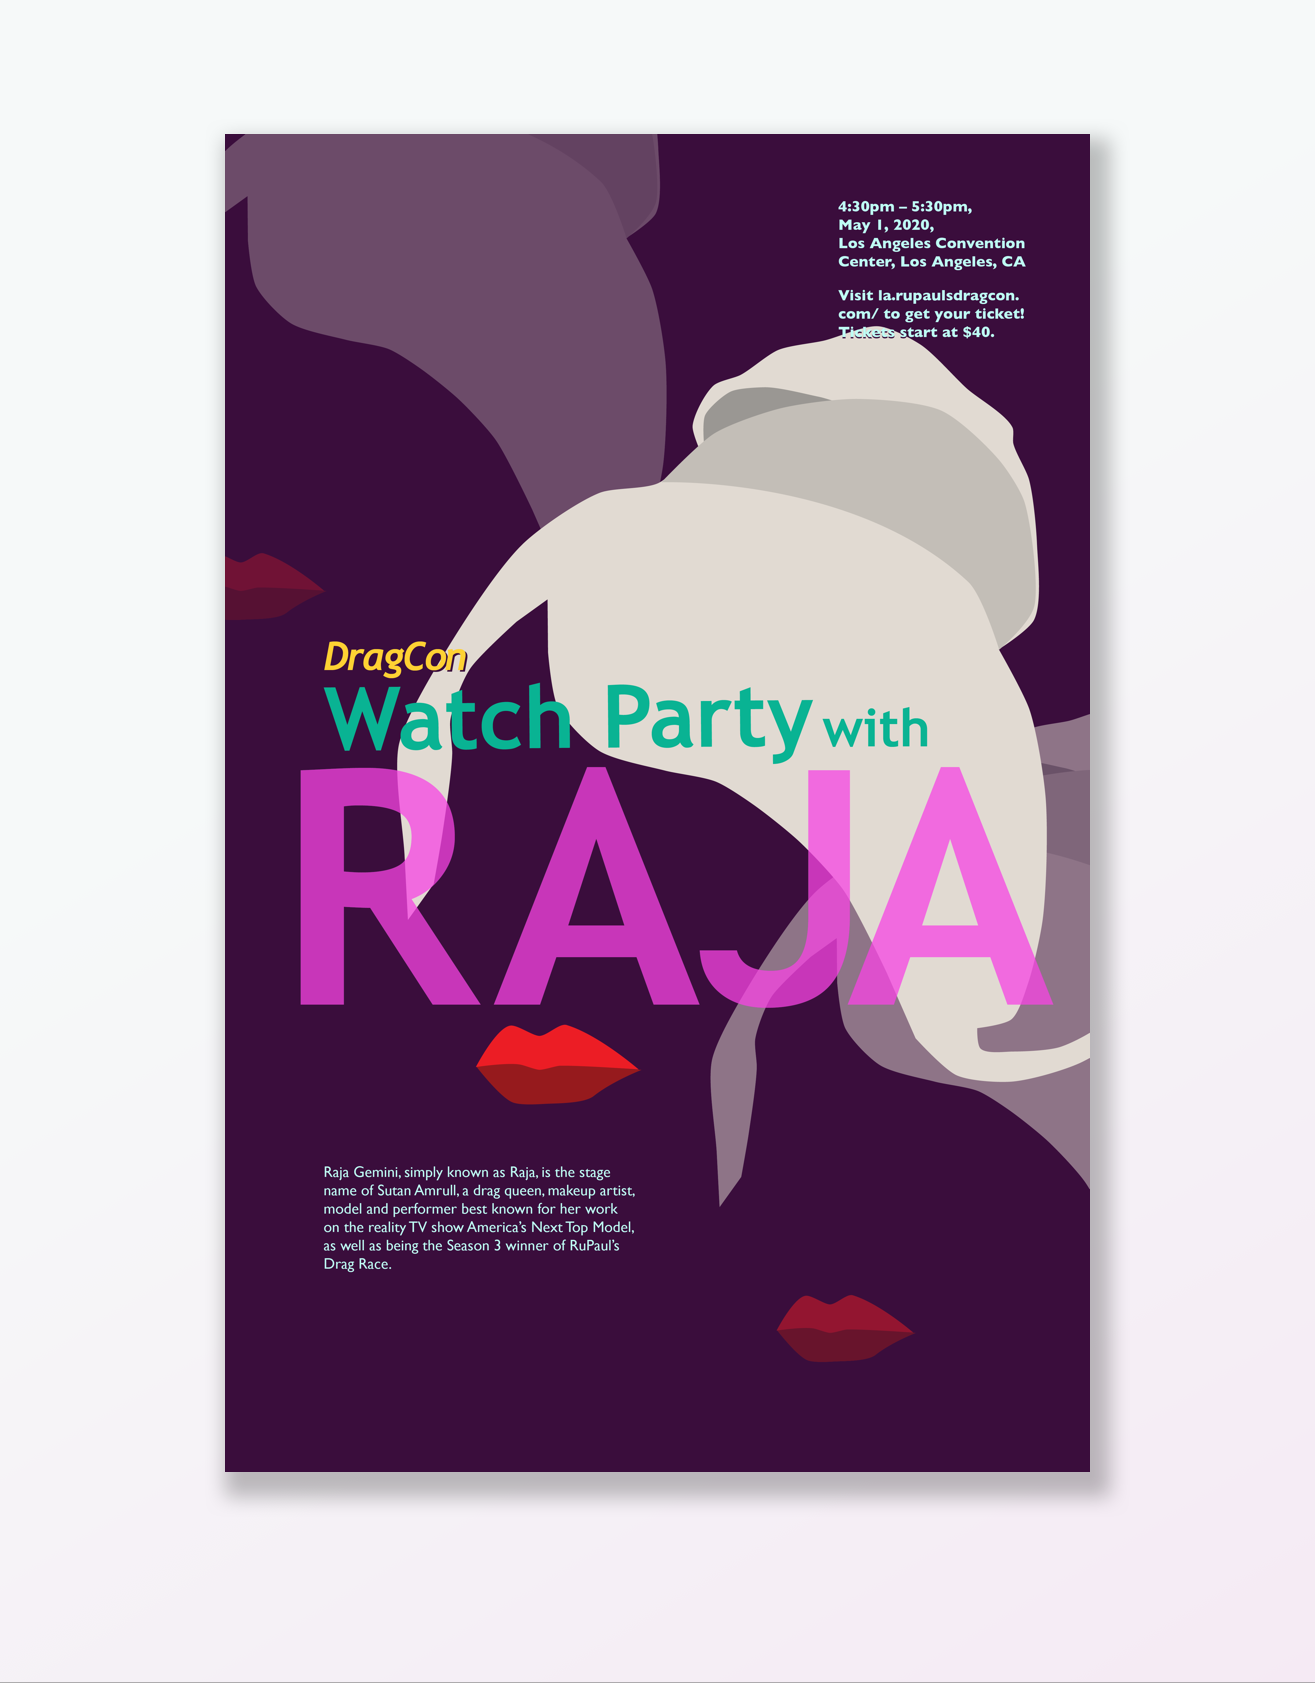 4:30pm – 5:30pm,
May 1, 2020,
Los Angeles Convention
Center, Los Angeles, CA
Visit la.rupaulsdragcon.
com/ to get your ticket!
Tickets start at $40.
DragCon
Watch Party with
RAJA
Raja Gemini, simply known as Raja, is the stage
name of Sutan Amrull, a drag queen, makeup artist,
model and performer best known for her work
on the reality TV show America’s Next Top Model,
as well as being the Season 3 winner of RuPaul’s
Drag Race.